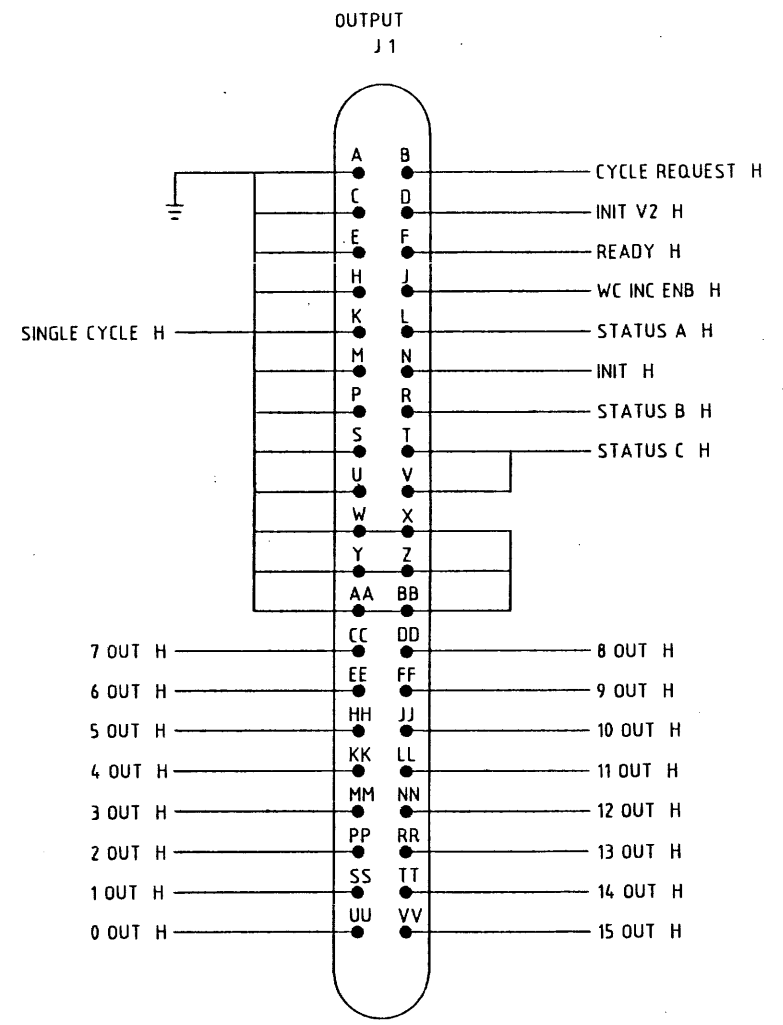 OUTPUT
J1
A B
CYCLE REQUEST H
C D
INIT V2 H
E F
READY H
H J
WC INC ENB H
K L
SINGLE CYCLE H STATUS A H
M N
INIT H
P R
STATUS B H
S T
STATUS C H
U V
W X
Y Z
AA BB
CC DD
7 OUT H 8 OUT H
EE FF
6 OUT H 9 OUT H
HH JJ
5 OUT H 10 OUT H
KK LL
4 OUT H 11 OUT H
MM NN
3 OUT H 12 OUT H
PP RR
2 OUT H 13 OUT H
SS TT
1 OUT H 14 OUT H
UU VV
0 OUT H 15 OUT H